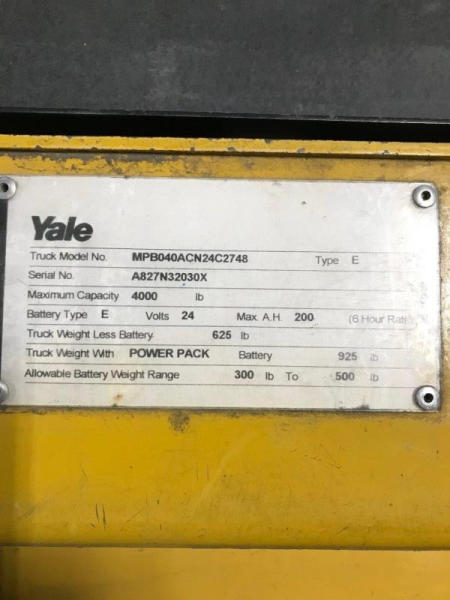 Yale
Truck Model No. MPB040ACN24C2748 Type E
Serial No. A827N32030X
Maximum Capacity 4000 lb
Battery Type E Volts 24 Max. A.H. 200 (6 Hour Rate)
Truck Weight Less Battery 625 lb
Truck Weight With POWER PACK Battery 925 lb
Allowable Battery Weight Range 300 lb To 500 lb